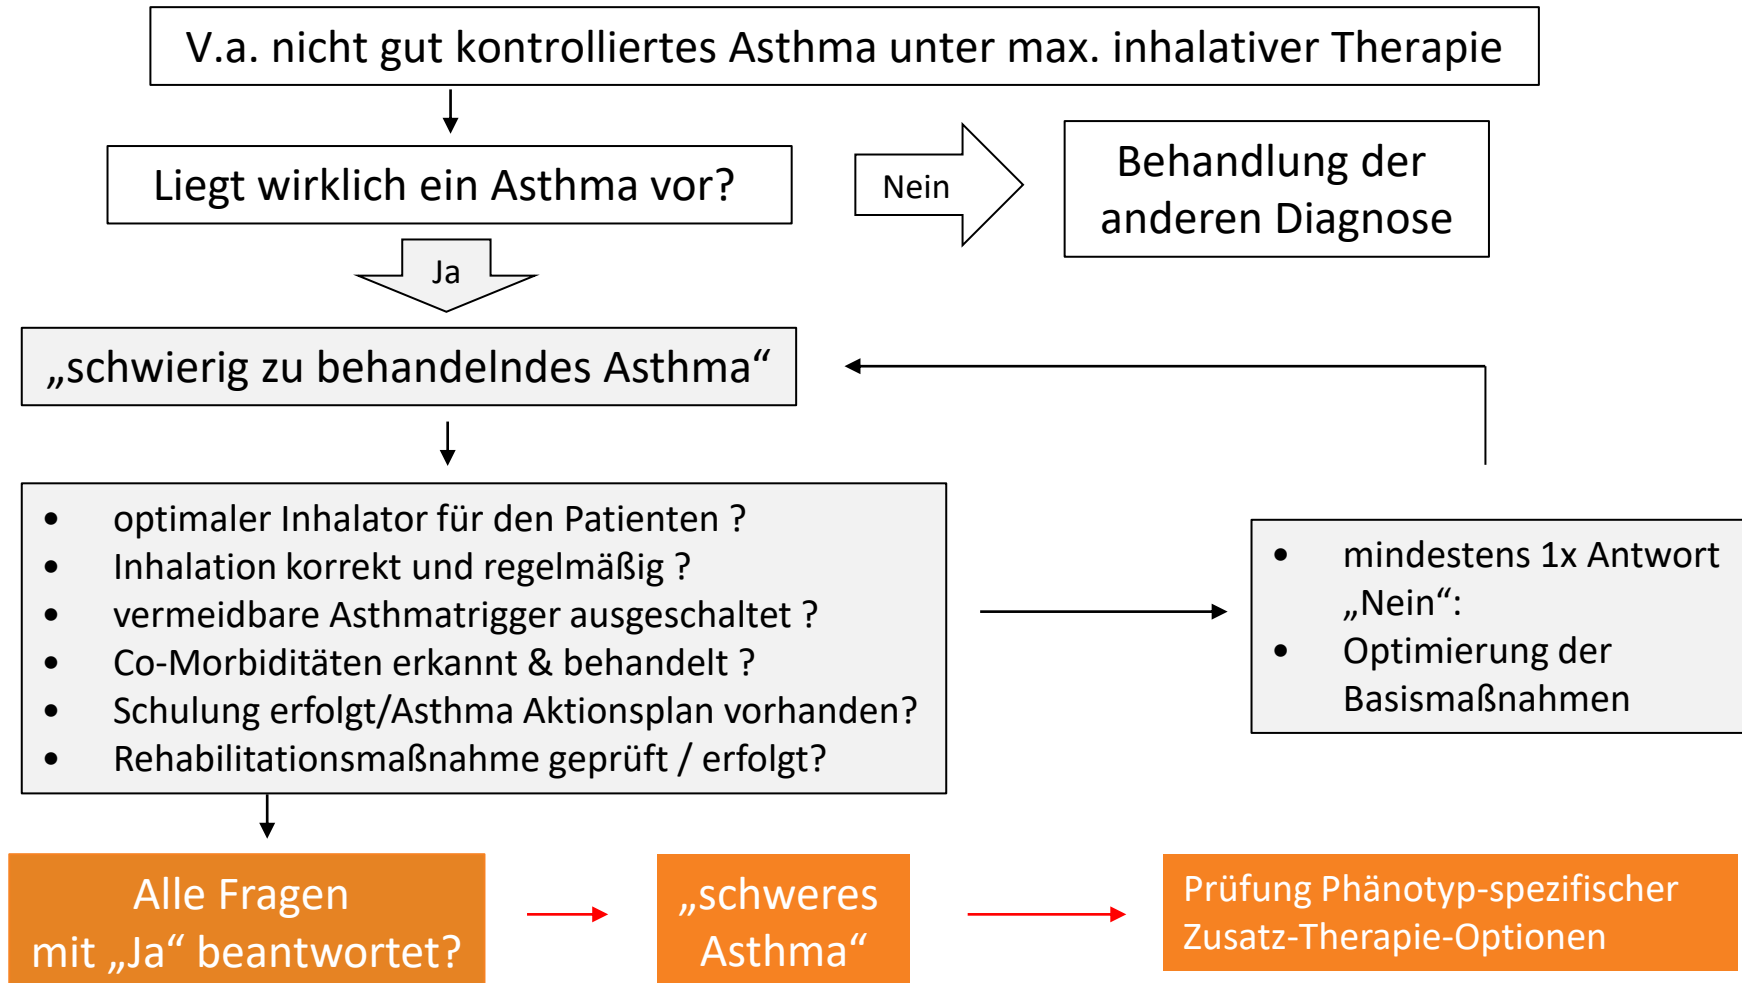 V.a. nicht gut kontrolliertes Asthma unter max. inhalativer Therapie
Liegt wirklich ein Asthma vor?
Nein
Behandlung der
anderen Diagnose
Ja
„schwierig zu behandelndes Asthma“
• optimaler Inhalator für den Patienten ?
• Inhalation korrekt und regelmäßig ?
• vermeidbare Asthmatrigger ausgeschaltet ?
• Co-Morbiditäten erkannt & behandelt ?
• Schulung erfolgt/Asthma Aktionsplan vorhanden?
• Rehabilitationsmaßnahme geprüft / erfolgt?
• mindestens 1x Antwort
„Nein“:
• Optimierung der
Basismaßnahmen
Alle Fragen
mit „Ja“ beantwortet?
„schweres
Asthma“
Prüfung Phänotyp-spezifischer
Zusatz-Therapie-Optionen